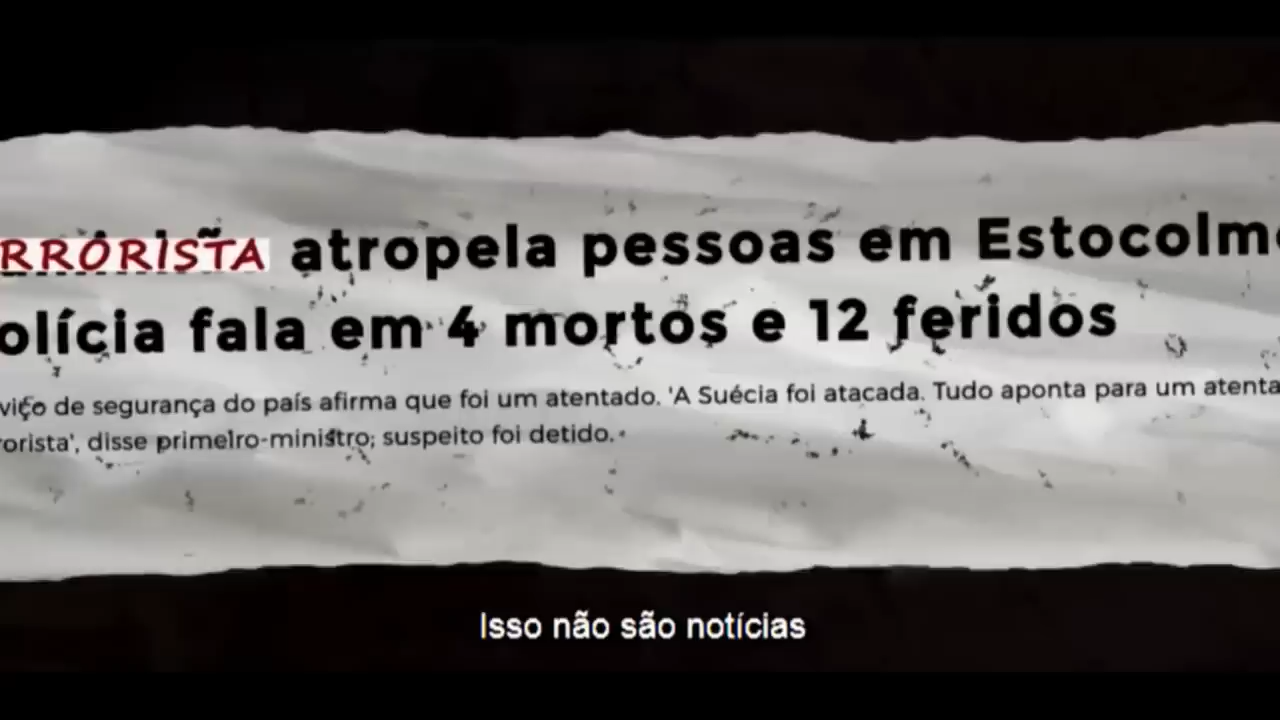 RRORISTA atropela pessoas em Estocolm
olícia fala em 4 mortos e 12 feridos
viço de segurança do país afirma que foi um atentado. 'A Suécia foi atacada. Tudo aponta para um atenta
rorista', disse primeiro-ministro; suspeito foi detido.
Isso não são notícias